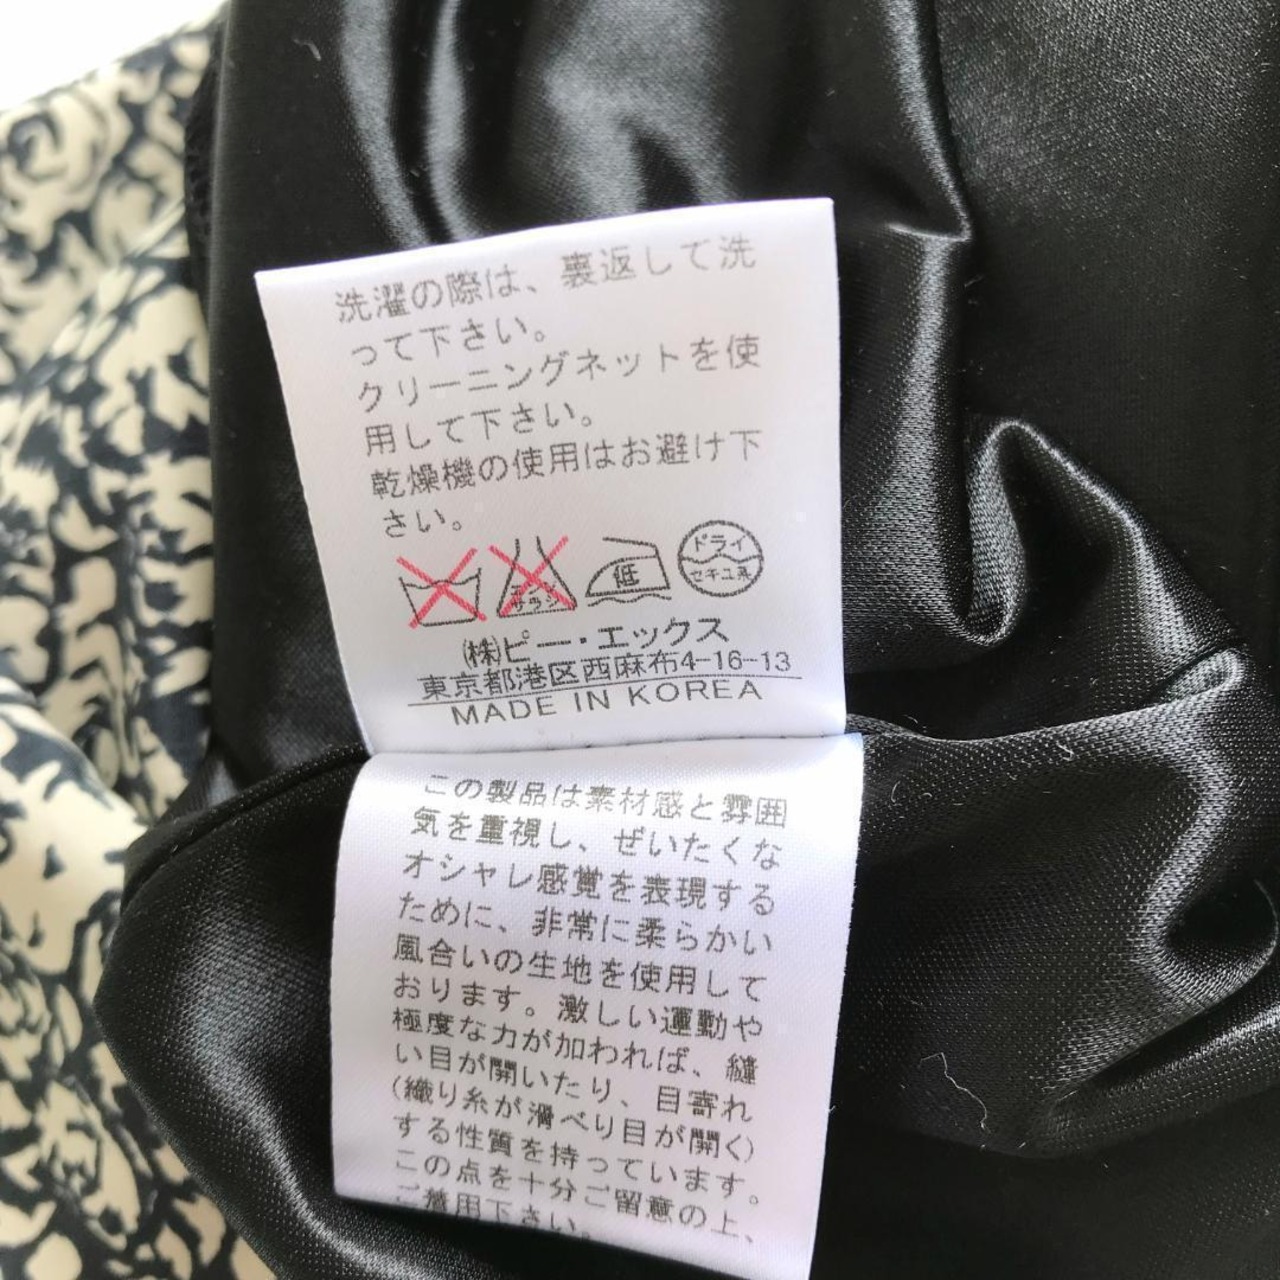 洗濯の際は、裏返して洗
って下さい。
クリーニングネットを使
用して下さい。
乾燥機の使用はお避け下
さい。
低
ドライ
セキユ系
(株)ピー・エックス
東京都港区西麻布4-16-13
MADE IN KOREA
この製品は素材感と雰囲
気を重視し、ぜいたくな
オシャレ感覚を表現する
ために、非常に柔らかい
風合いの生地を使用して
おります。激しい運動や
極度な力が加われば、縫
い目が開いたり、目寄れ
(織り糸が滑べり目が開く)
する性質を持っています。
この点を十分ご留意の上、
ご着用下さい。